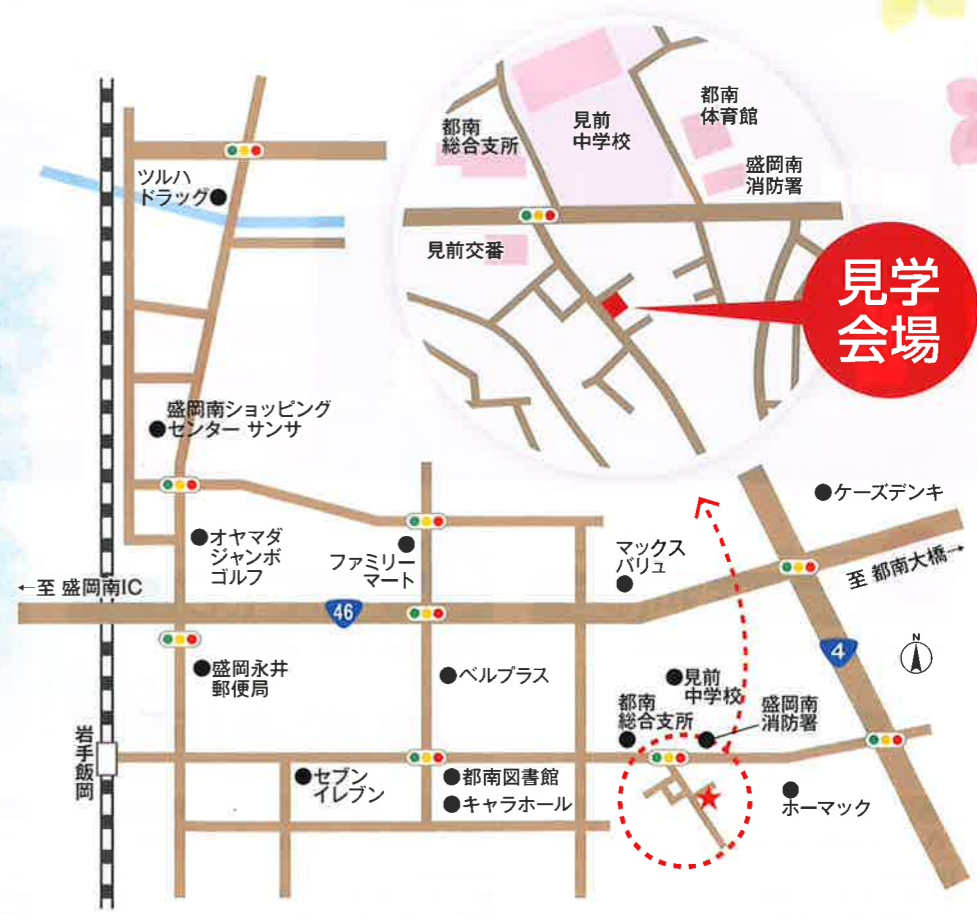 都南
総合支所
見前
中学校
都南
体育館
盛岡南
消防署
見前交番
見学
会場
ツルハ
ドラッグ
盛岡南ショッピング
センター サンサ
オヤマダ
ジャンボ
ゴルフ
ファミリー
マート
マックス
バリュ
ケーズデンキ
←至 盛岡南IC
至 都南大橋→
46
4
N
盛岡永井
郵便局
ベルプラス
見前
中学校
都南
総合支所
盛岡南
消防署
岩手飯岡
セブン
イレブン
都南図書館
キャラホール
ホーマック